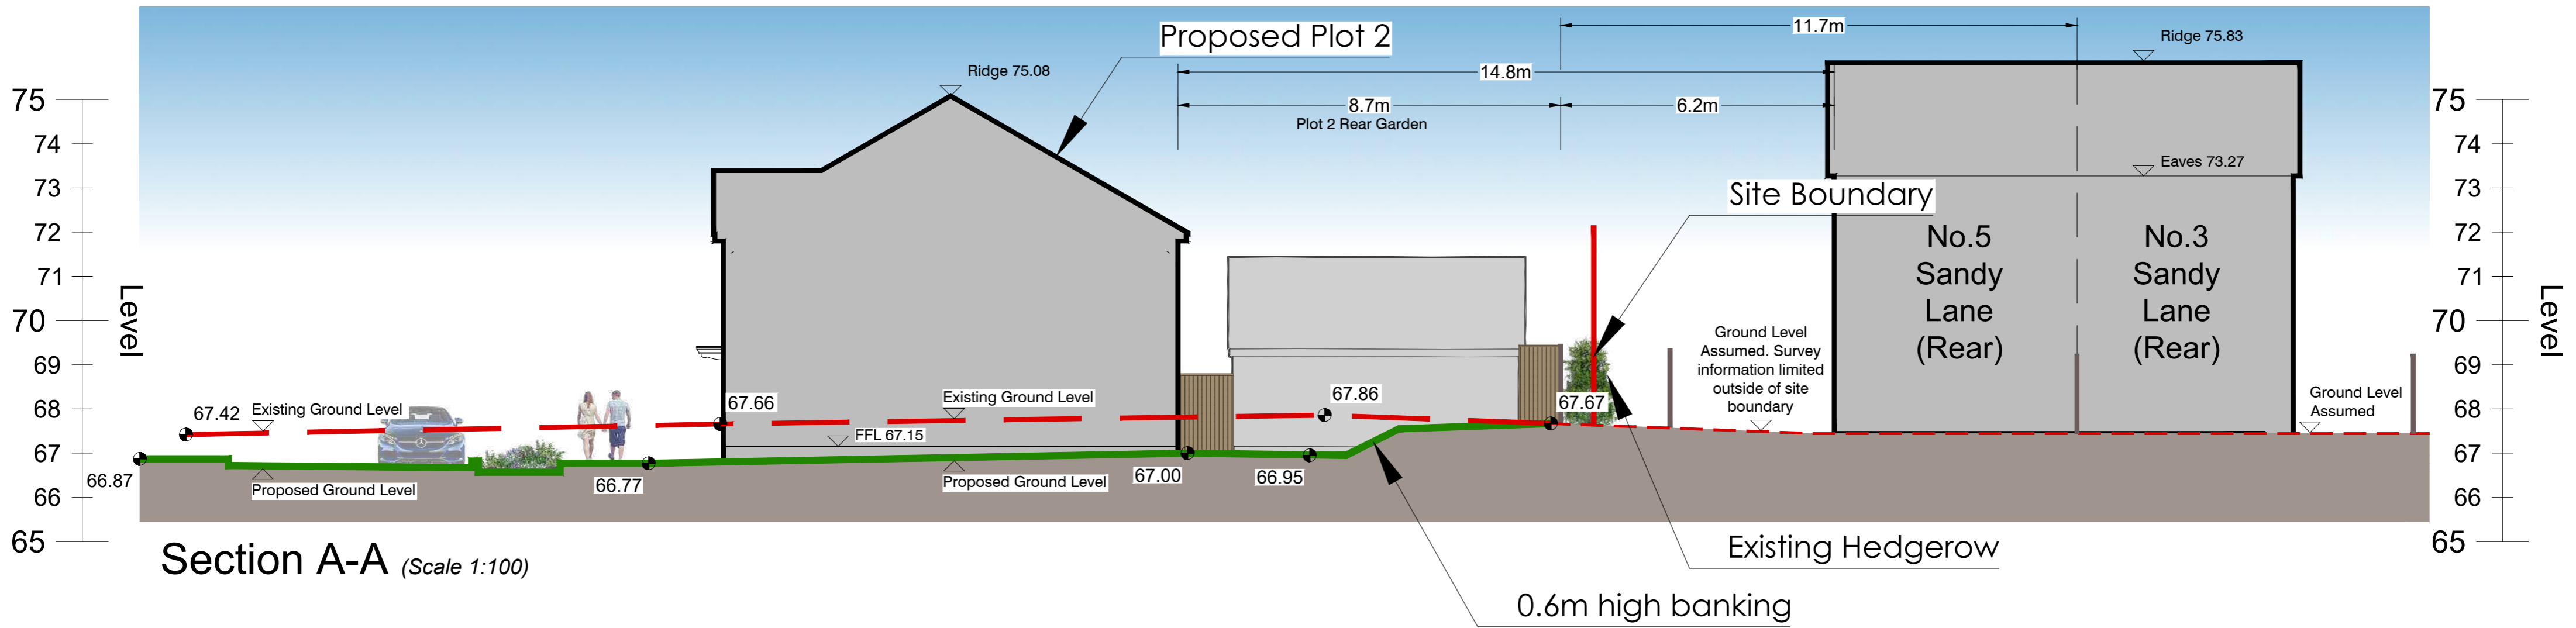 Proposed Plot 2
11.7m
Ridge 75.83
Ridge 75.08
14.8m
8.7m
6.2m
Plot 2 Rear Garden
75
74
73
72
71
70
69
68
67
66
65
Level
Eaves 73.27
Site Boundary
No.5
Sandy
Lane
(Rear)
No.3
Sandy
Lane
(Rear)
Ground Level
Assumed. Survey
information limited
outside of site
boundary
Ground Level
Assumed
67.42
Existing Ground Level
67.66
Existing Ground Level
67.86
67.67
FFL 67.15
66.87
Proposed Ground Level
66.77
Proposed Ground Level
67.00
66.95
75
74
73
72
71
70
69
68
67
66
65
Level
Section A-A (Scale 1:100)
Existing Hedgerow
0.6m high banking